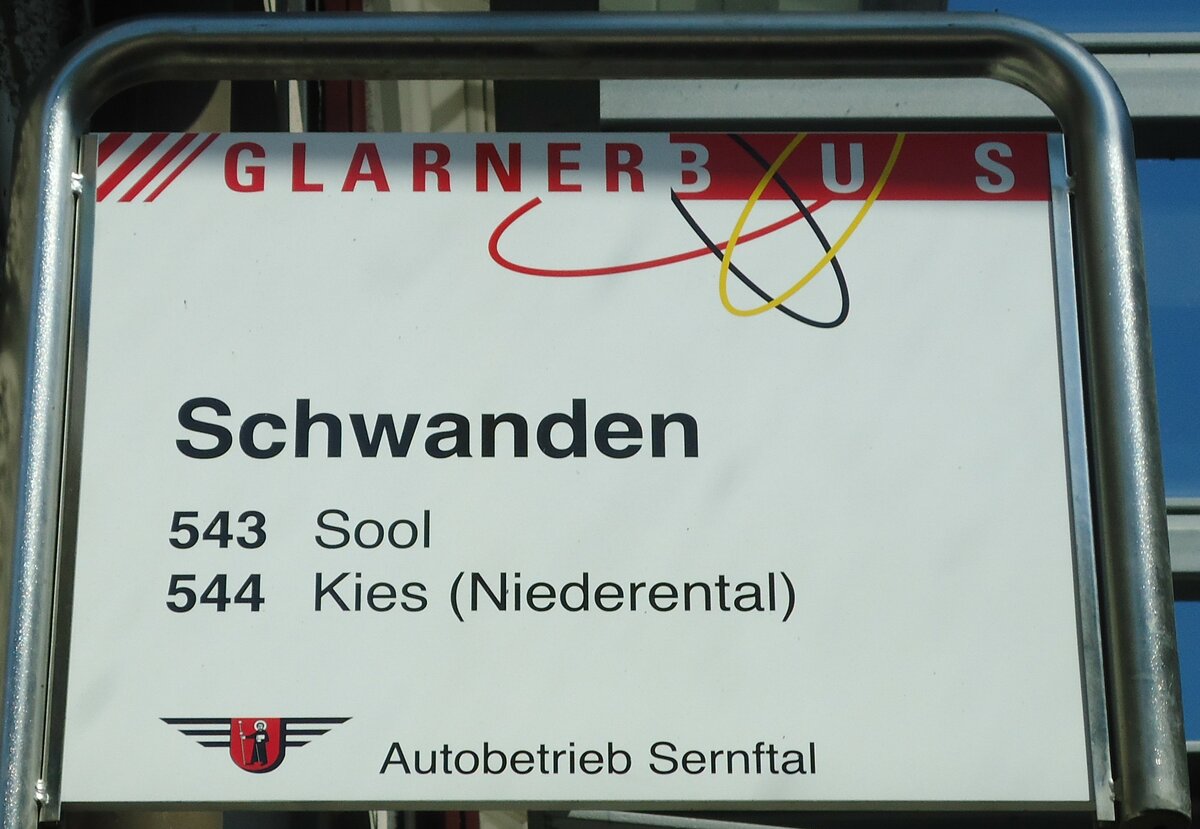 GLARNERBUS
Schwanden
543 Sool
544 Kies (Niederental)
Autobetrieb Sernftal